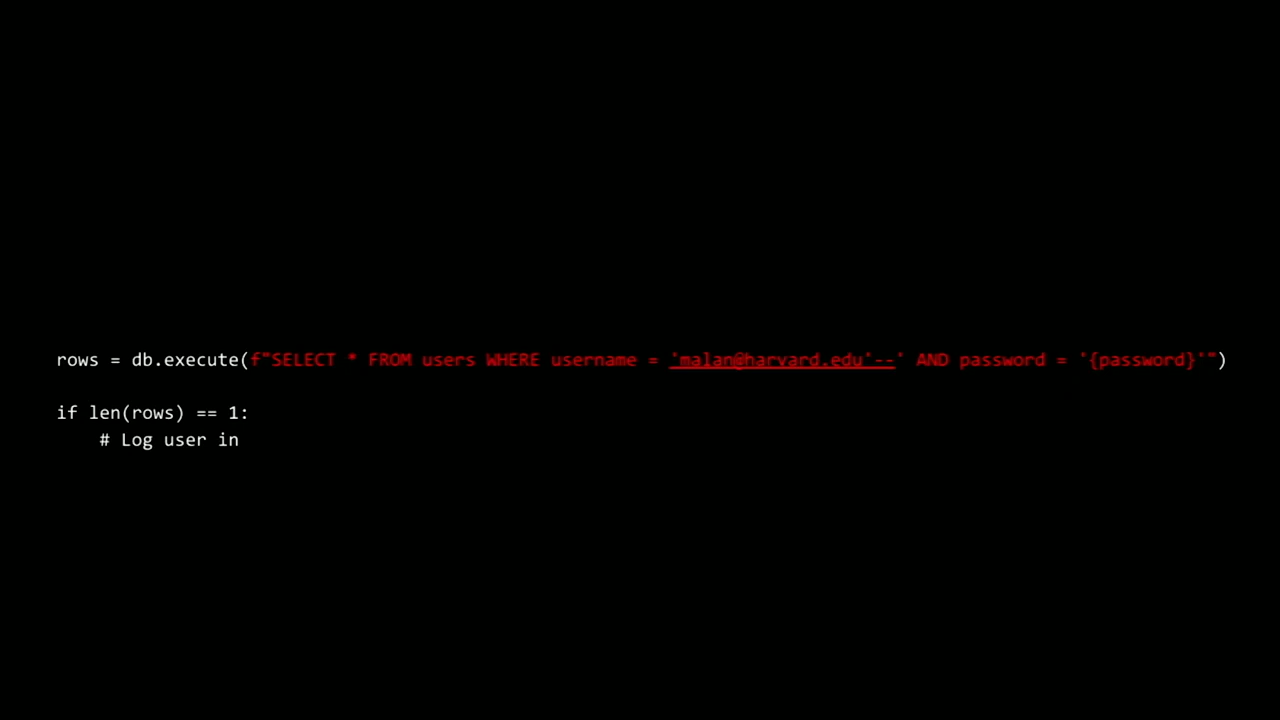 rows = db.execute(f"SELECT * FROM users WHERE username = 'malan@harvard.edu'--' AND password = '{password}'")
if len(rows) == 1:
# Log user in